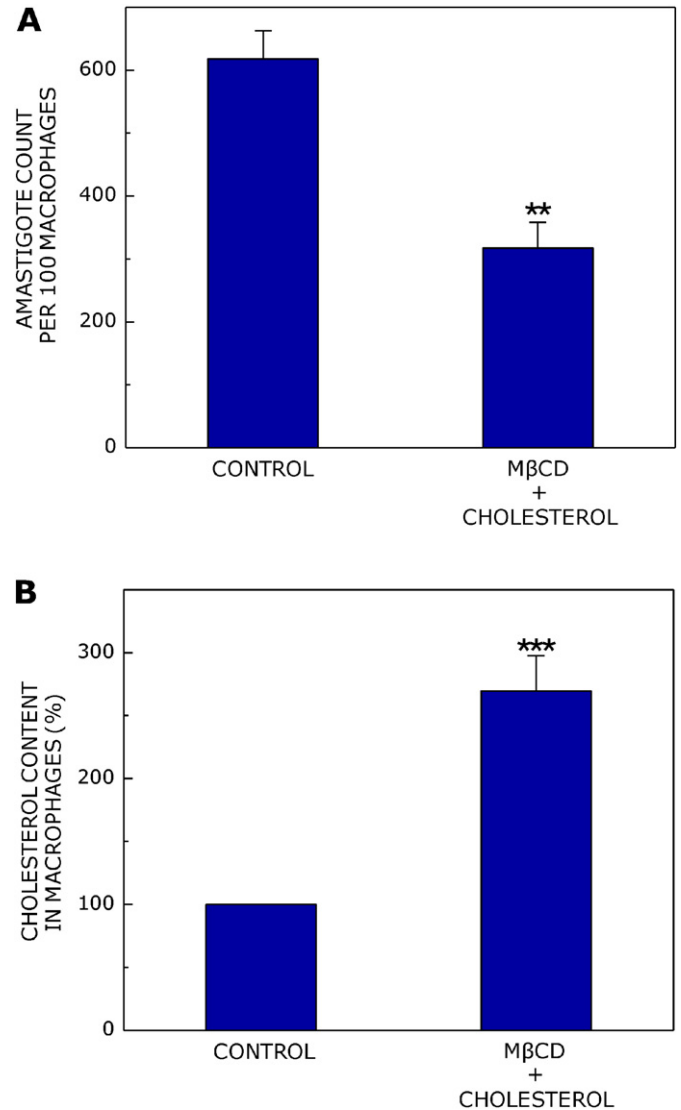 A
AMASTIGOTE COUNT
PER 100 MACROPHAGES
600
400
200
0
**
CONTROL
MβCD
+
CHOLESTEROL
B
CHOLESTEROL CONTENT
IN MACROPHAGES (%)
300
200
100
0
***
CONTROL
MβCD
+
CHOLESTEROL